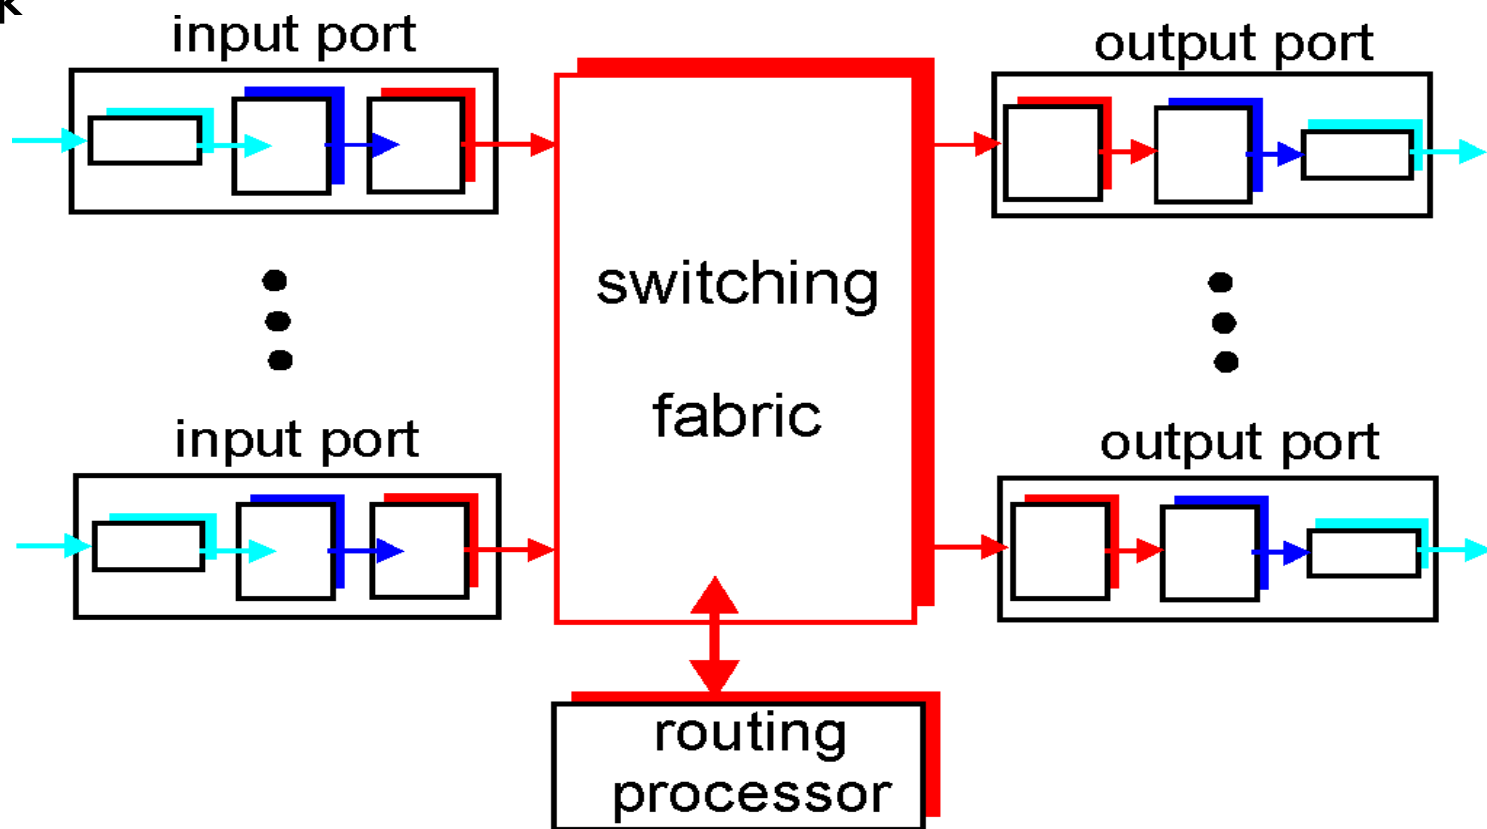 k
input port
output port
switching
fabric
input port
output port
routing
processor